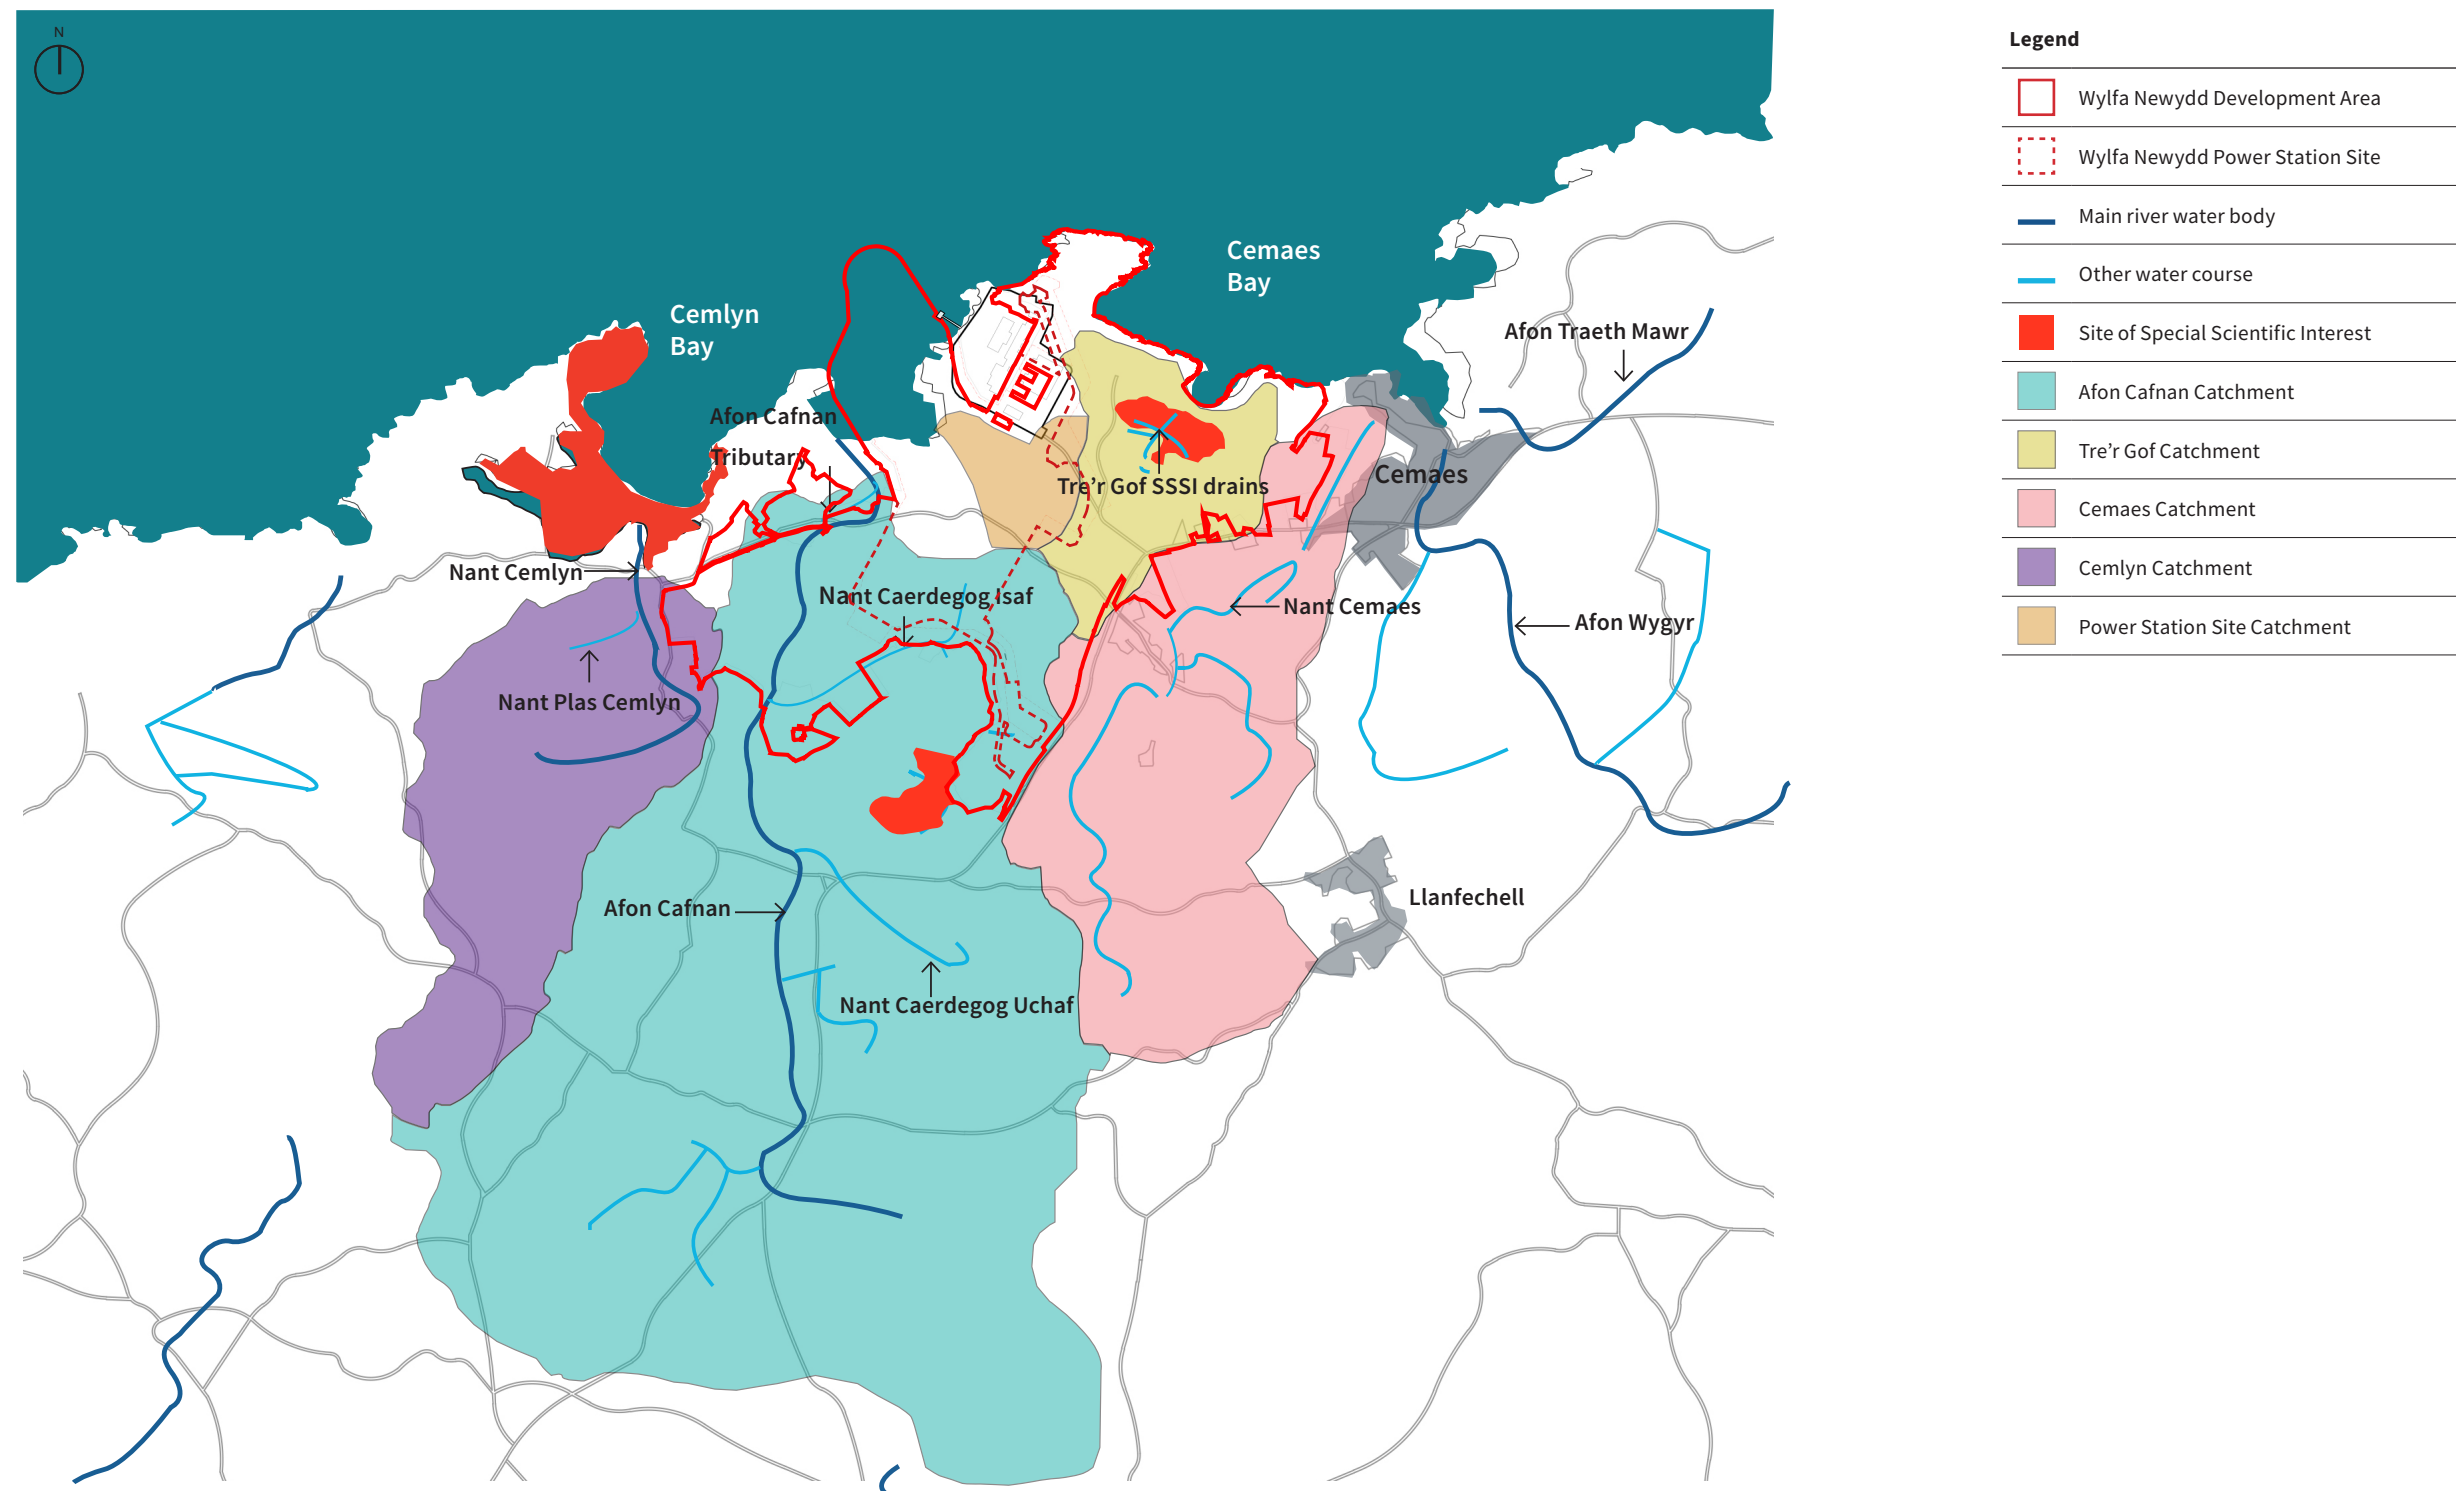 N
Legend
Wylfa Newydd Development Area
Wylfa Newydd Power Station Site
Main river water body
Other water course
Site of Special Scientific Interest
Afon Cafnan Catchment
Tre’r Gof Catchment
Cemaes Catchment
Cemlyn Catchment
Power Station Site Catchment
Cemaes
Bay
Cemlyn
Bay
Afon Traeth Mawr
Afon Cafnan
Tributary
Cemaes
Tre’r Gof SSSI drains
Nant Cemlyn
Nant Caerdegog Isaf
Nant Cemaes
Afon Wygyr
Nant Plas Cemlyn
Llanfechell
Afon Cafnan
Nant Caerdegog Uchaf